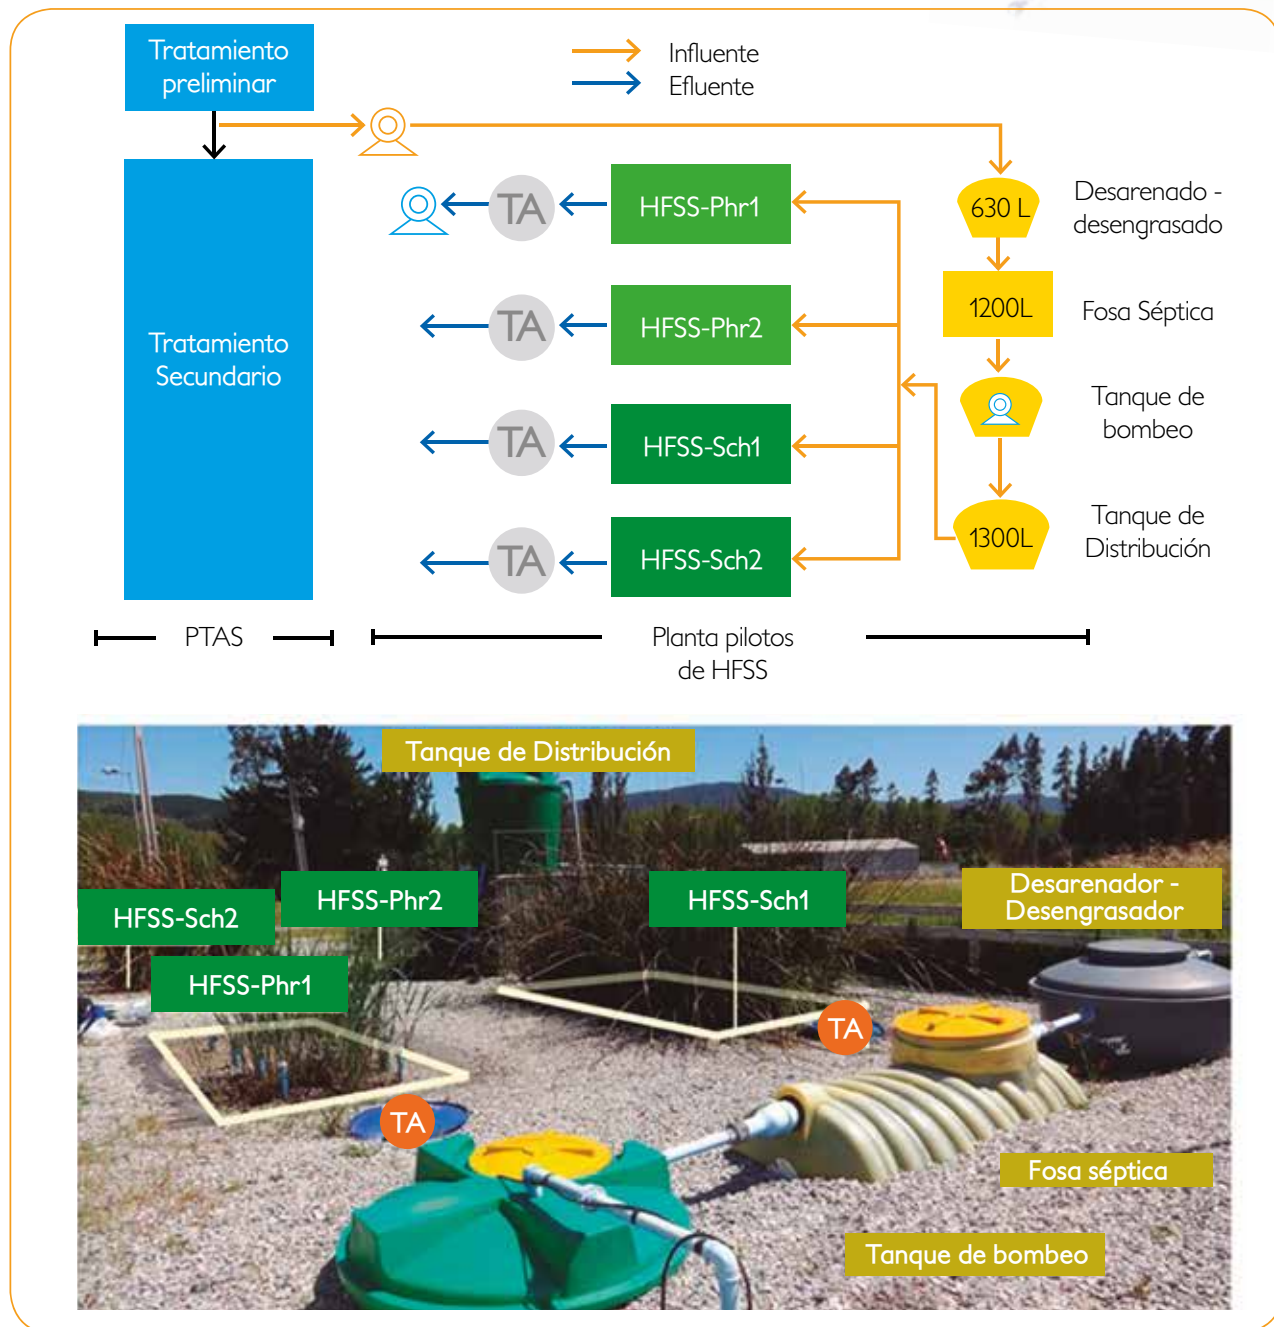 Tratamiento
preliminar
Influente
Efluente
TA
HFSS-Phr1
630 L
Desarenado -
desengrasado
TA
HFSS-Phr2
1200L
Fosa Séptica
Tratamiento
Secundario
TA
HFSS-Sch1
Tanque de
bombeo
TA
HFSS-Sch2
1300L
Tanque de
Distribución
PTAS
Planta pilotos
de HFSS
Tanque de Distribución
HFSS-Sch2
HFSS-Phr2
HFSS-Sch1
Desarenador -
Desengrasador
HFSS-Phr1
TA
TA
Fosa séptica
Tanque de bombeo